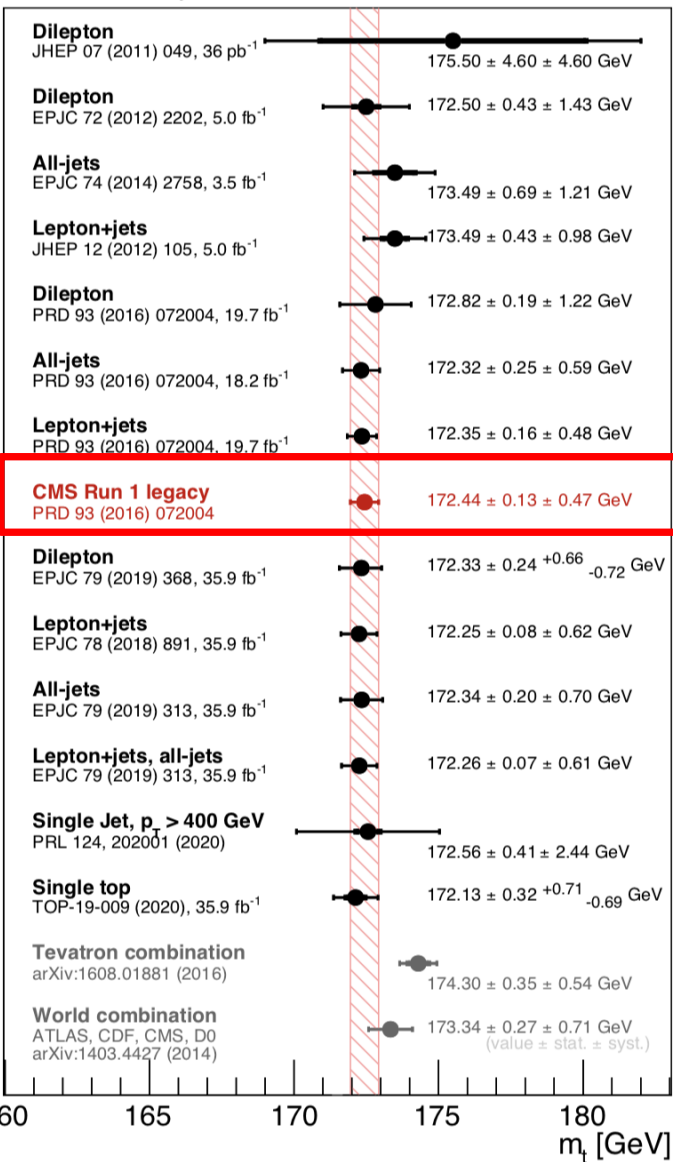 Dilepton
JHEP 07 (2011) 049, 36 pb⁻¹
175.50 ± 4.60 ± 4.60 GeV
Dilepton
EPJC 72 (2012) 2202, 5.0 fb⁻¹
172.50 ± 0.43 ± 1.43 GeV
All-jets
EPJC 74 (2014) 2758, 3.5 fb⁻¹
173.49 ± 0.69 ± 1.21 GeV
Lepton+jets
JHEP 12 (2012) 105, 5.0 fb⁻¹
173.49 ± 0.43 ± 0.98 GeV
Dilepton
PRD 93 (2016) 072004, 19.7 fb⁻¹
172.82 ± 0.19 ± 1.22 GeV
All-jets
PRD 93 (2016) 072004, 18.2 fb⁻¹
172.32 ± 0.25 ± 0.59 GeV
Lepton+jets
PRD 93 (2016) 072004, 19.7 fb⁻¹
172.35 ± 0.16 ± 0.48 GeV
CMS Run 1 legacy
PRD 93 (2016) 072004
172.44 ± 0.13 ± 0.47 GeV
Dilepton
EPJC 79 (2019) 368, 35.9 fb⁻¹
172.33 ± 0.24 +0.66 -0.72 GeV
Lepton+jets
EPJC 78 (2018) 891, 35.9 fb⁻¹
172.25 ± 0.08 ± 0.62 GeV
All-jets
EPJC 79 (2019) 313, 35.9 fb⁻¹
172.34 ± 0.20 ± 0.70 GeV
Lepton+jets, all-jets
EPJC 79 (2019) 313, 35.9 fb⁻¹
172.26 ± 0.07 ± 0.61 GeV
Single Jet, p_T > 400 GeV
PRL 124, 202001 (2020)
172.56 ± 0.41 ± 2.44 GeV
Single top
TOP-19-009 (2020), 35.9 fb⁻¹
172.13 ± 0.32 +0.71 -0.69 GeV
Tevatron combination
arXiv:1608.01881 (2016)
174.30 ± 0.35 ± 0.54 GeV
World combination
ATLAS, CDF, CMS, D0
arXiv:1403.4427 (2014)
173.34 ± 0.27 ± 0.71 GeV
(value ± stat. ± syst.)
60 165 170 175 180
m_t [GeV]